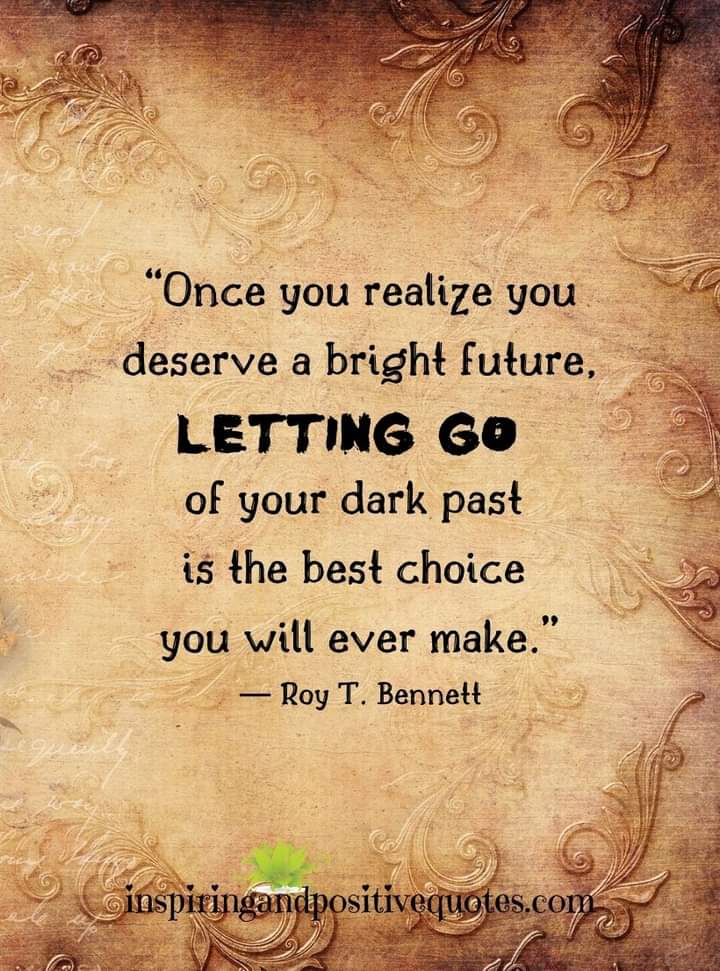 “Once you realize you
deserve a bright future,
LETTING GO
of your dark past
is the best choice
you will ever make.”
— Roy T. Bennett
inspiringandpositivequotes.com